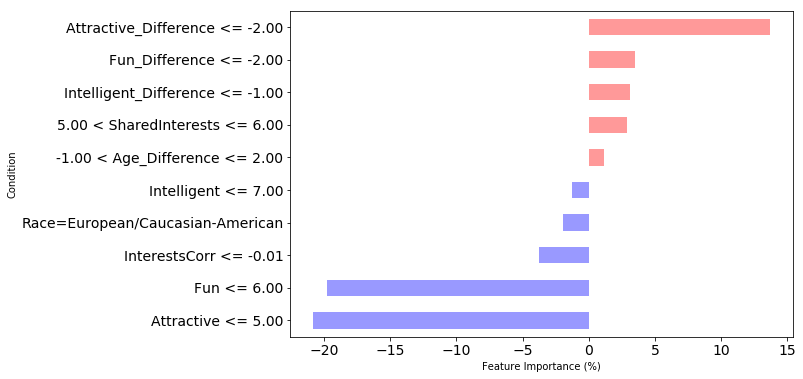 Attractive_Difference <= -2.00
Fun_Difference <= -2.00
Intelligent_Difference <= -1.00
5.00 < SharedInterests <= 6.00
-1.00 < Age_Difference <= 2.00
Intelligent <= 7.00
Race=European/Caucasian-American
InterestsCorr <= -0.01
Fun <= 6.00
Attractive <= 5.00
Condition
−20 −15 −10 −5 0 5 10 15
Feature Importance (%)